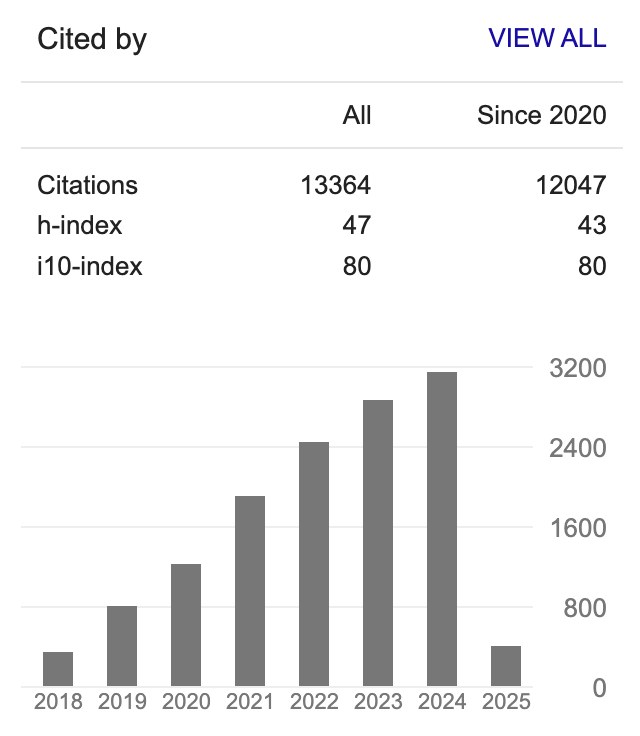 Cited by VIEW ALL
All Since 2020
Citations 13364 12047
h-index 47 43
i10-index 80 80
3200
2400
1600
800
0
2018 2019 2020 2021 2022 2023 2024 2025